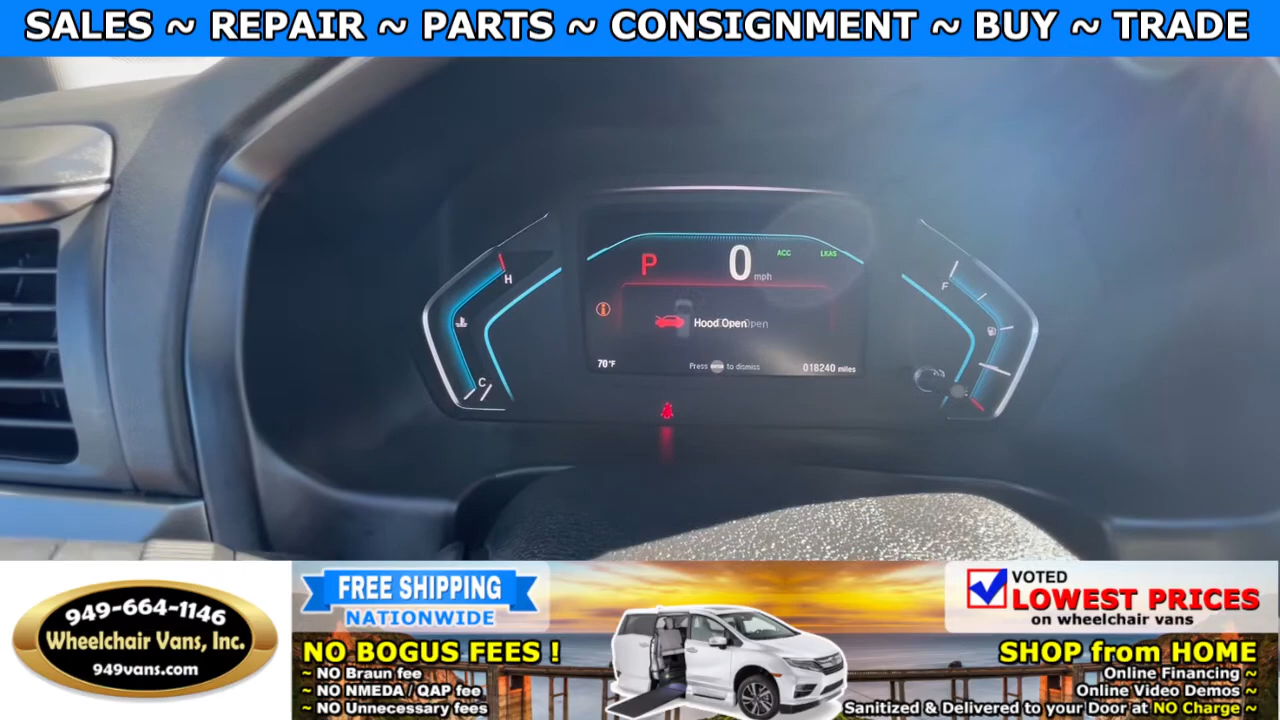 SALES ~ REPAIR ~ PARTS ~ CONSIGNMENT ~ BUY ~ TRADE
P 0 mph ACC LKAS
H F
Hood Open Open
C
70°F Press to dismiss 018240 miles
949-664-1146
Wheelchair Vans, Inc.
949vans.com
FREE SHIPPING
NATIONWIDE
NO BOGUS FEES !
~ NO Braun fee
~ NO NMEDA / QAP fee
~ NO Unnecessary fees
VOTED
LOWEST PRICES
on wheelchair vans
SHOP from HOME
Online Financing ~
Online Video Demos ~
Sanitized & Delivered to your Door at NO Charge ~